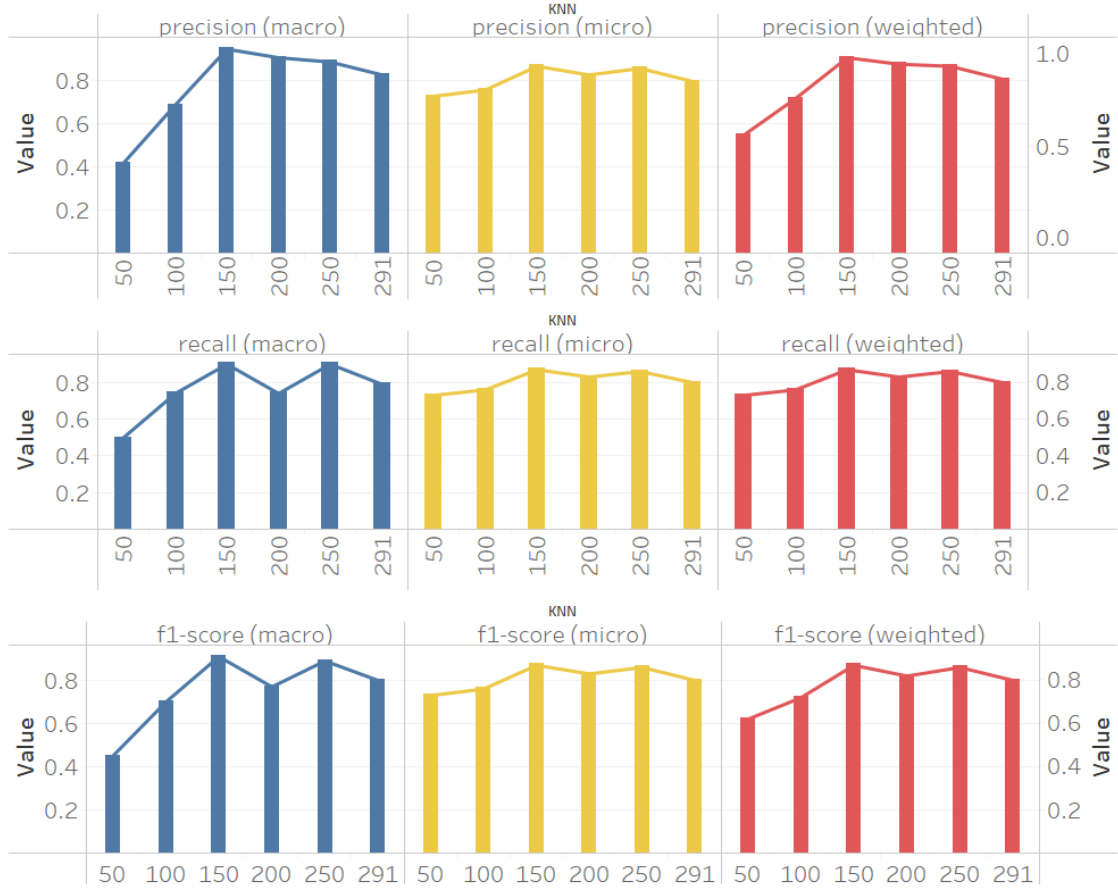 KNN
precision (macro) precision (micro) precision (weighted)
1.0
0.8
0.6
0.5
0.4
0.2
0.0
Value Value
50 100 150 200 250 291 50 100 150 200 250 291 50 100 150 200 250 291
KNN
recall (macro) recall (micro) recall (weighted)
0.8 0.8
0.6 0.6
0.4 0.4
0.2 0.2
Value Value
50 100 150 200 250 291 50 100 150 200 250 291 50 100 150 200 250 291
KNN
f1-score (macro) f1-score (micro) f1-score (weighted)
0.8 0.8
0.6 0.6
0.4 0.4
0.2 0.2
Value Value
50 100 150 200 250 291 50 100 150 200 250 291 50 100 150 200 250 291